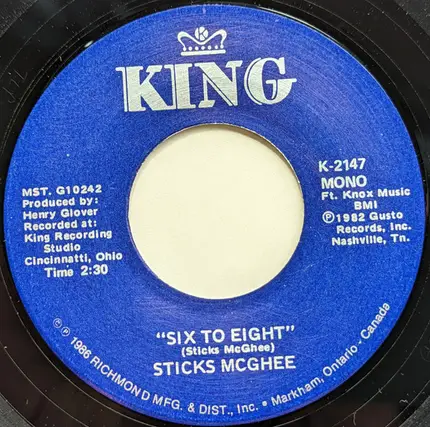 KING
MST. G10242
Produced by:
Henry Glover
Recorded at:
King Recording
Studio
Cincinnatti, Ohio
Time 2:30
K-2147
MONO
Ft. Knox Music
BMI
Ⓟ1982 Gusto
Records, Inc.
Nashville, Tn.
"SIX TO EIGHT"
(Sticks McGhee)
STICKS MCGHEE
© Ⓟ 1986 RICHMOND MFG. & DIST., Inc. • Markham, Ontario - Canada